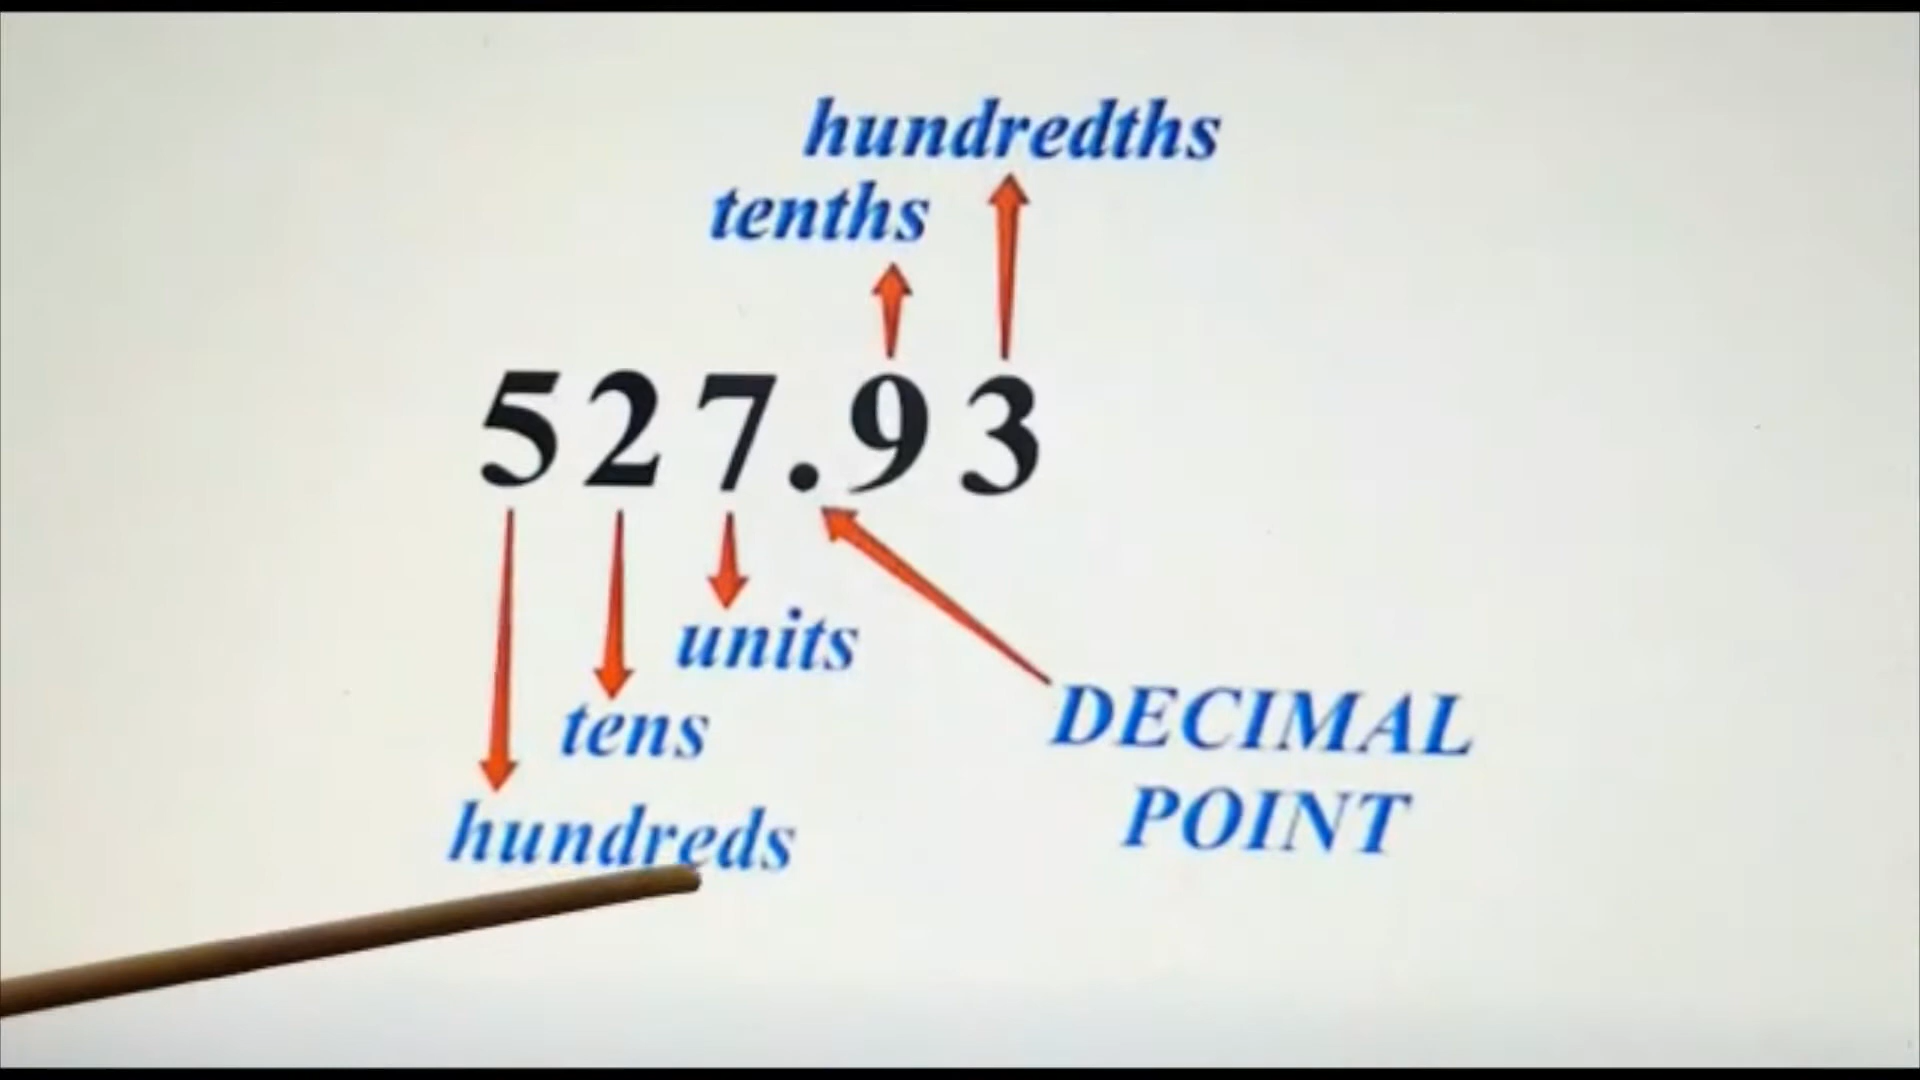 hundredths
tenths
527.93
units
tens
hundreds
DECIMAL
POINT